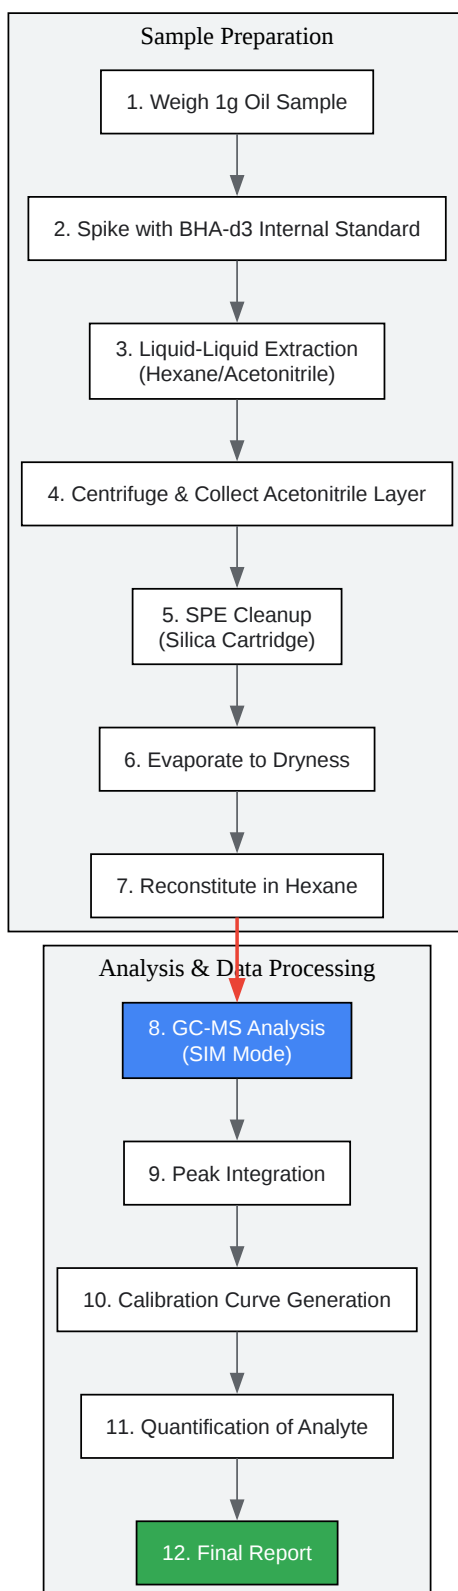 Sample Preparation
1. Weigh 1g Oil Sample
2. Spike with BHA-d3 Internal Standard
3. Liquid-Liquid Extraction
(Hexane/Acetonitrile)
4. Centrifuge & Collect Acetonitrile Layer
5. SPE Cleanup
(Silica Cartridge)
6. Evaporate to Dryness
7. Reconstitute in Hexane
Analysis & Data Processing
8. GC-MS Analysis
(SIM Mode)
9. Peak Integration
10. Calibration Curve Generation
11. Quantification of Analyte
12. Final Report